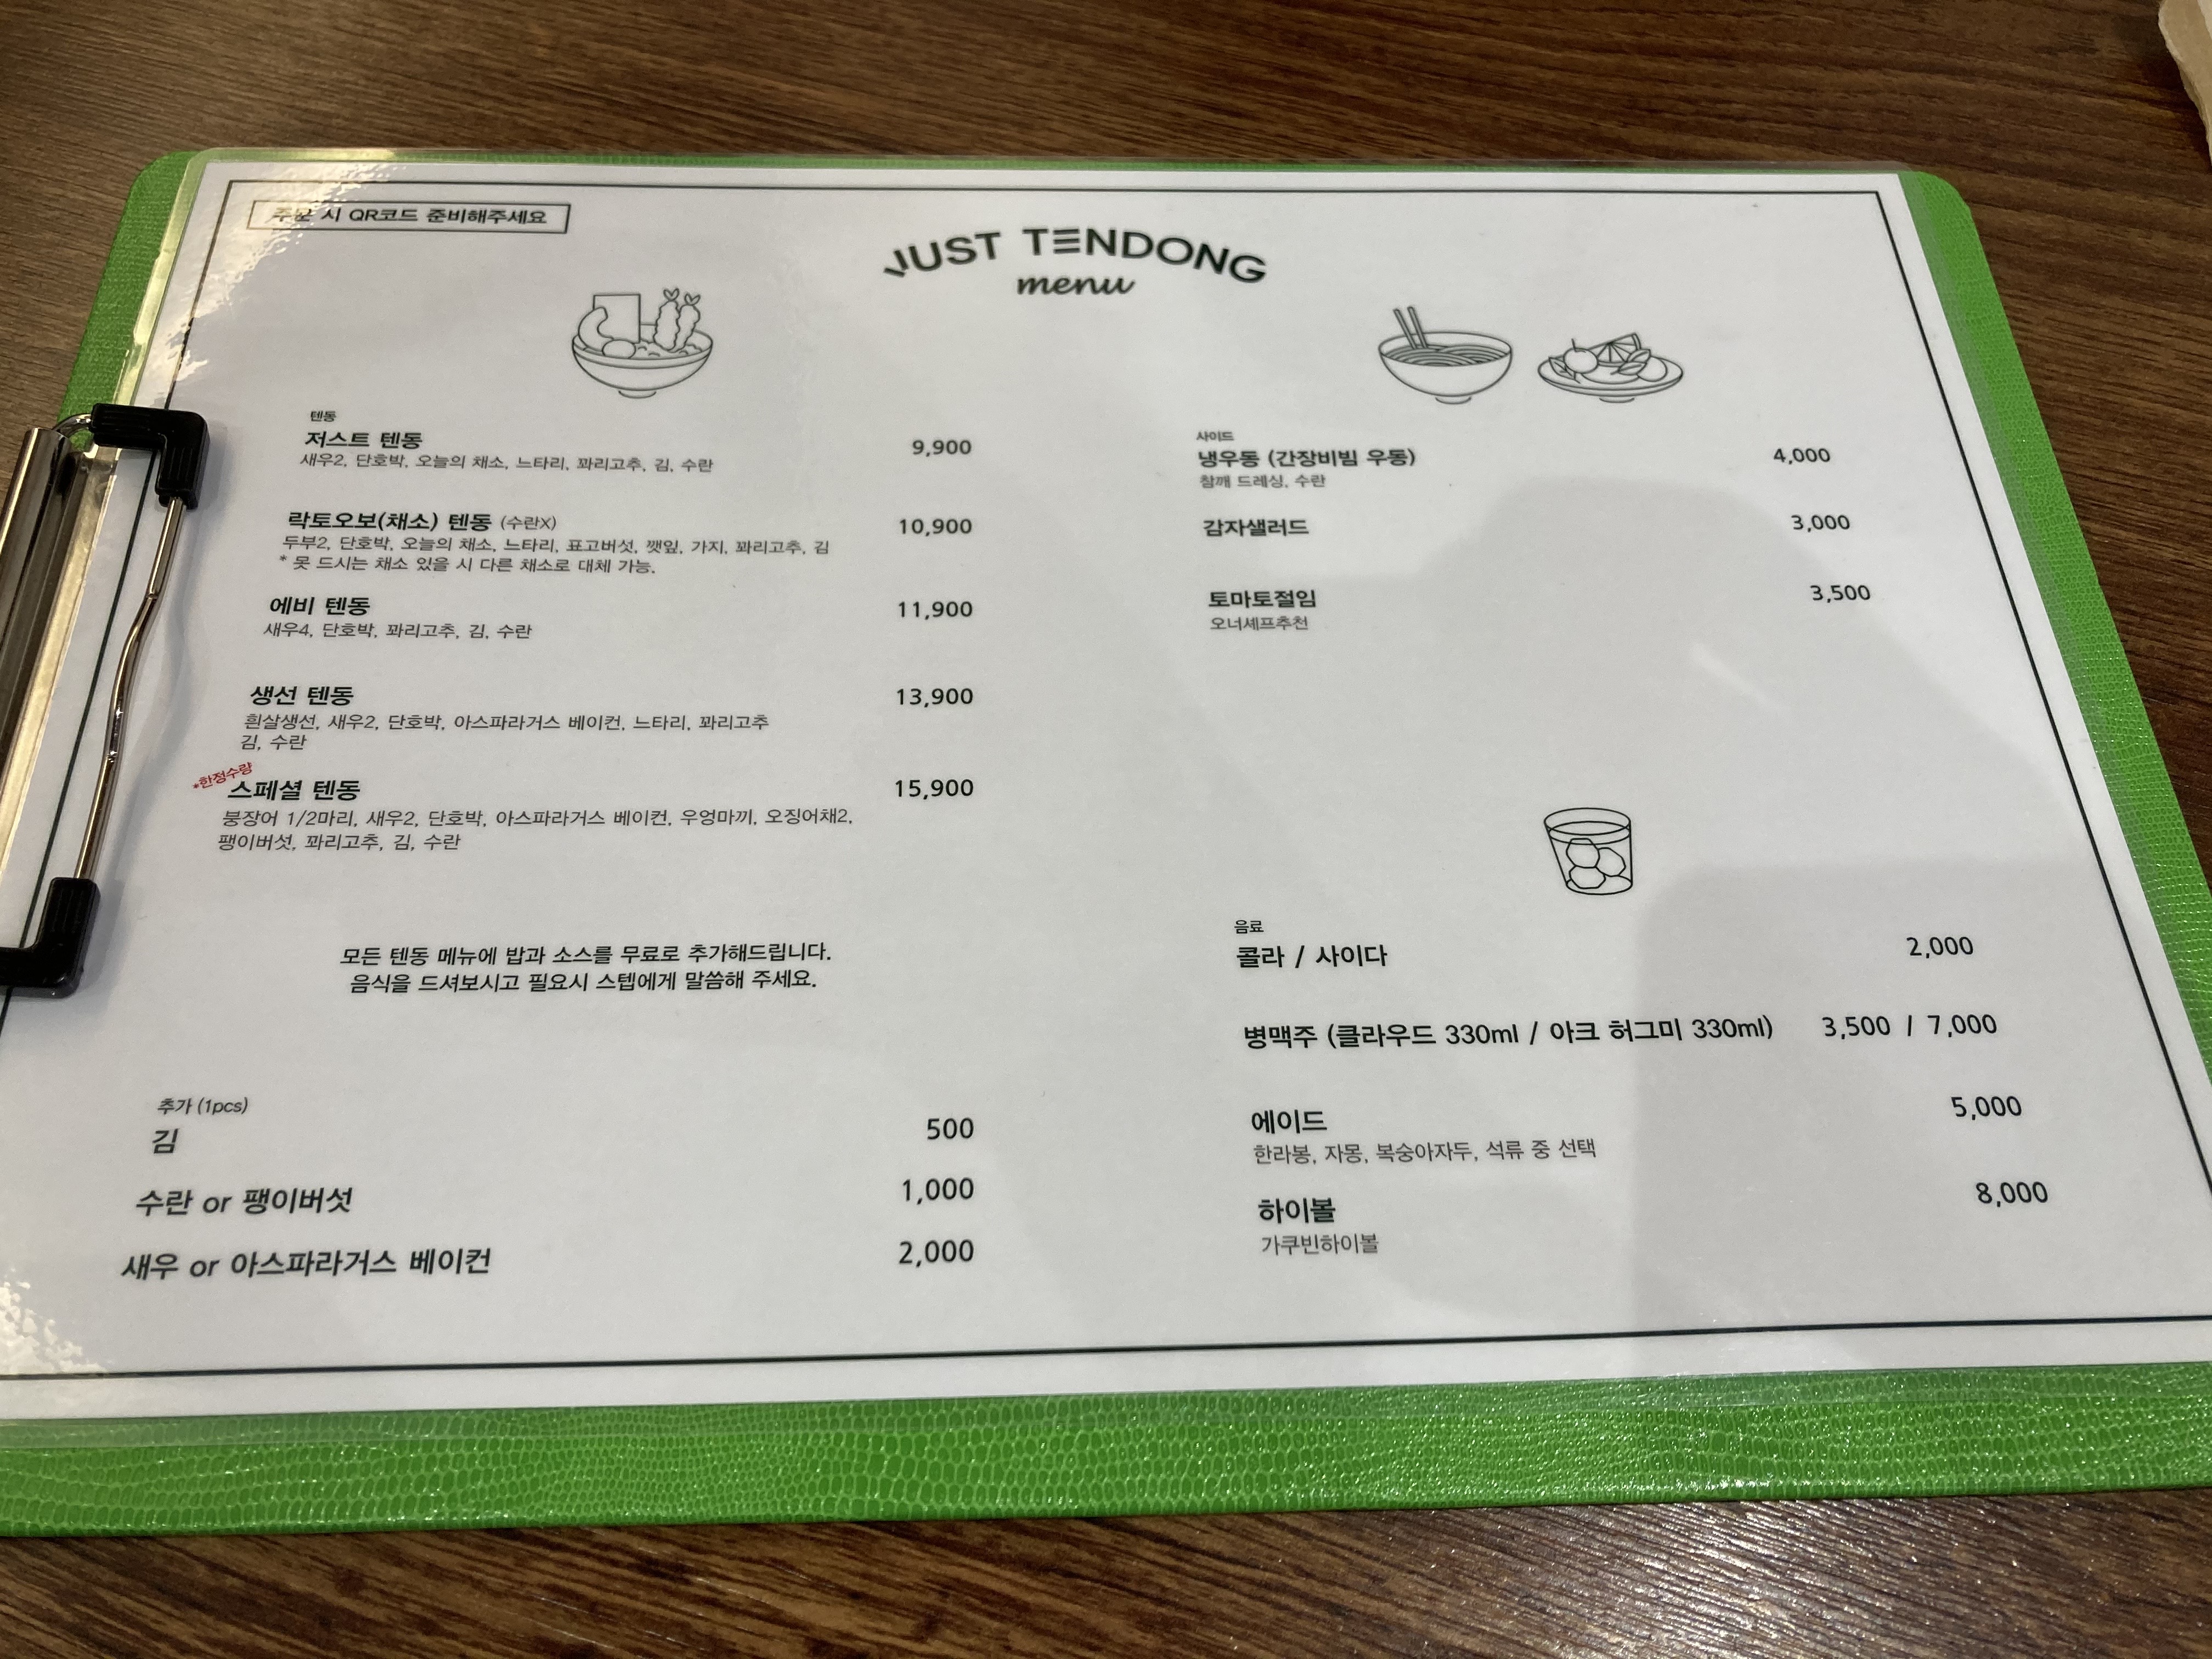 주문 시 QR코드 준비해주세요
JUST TENDONG
menu
텐동
저스트 텐동 9,900
새우2, 단호박, 오늘의 채소, 느타리, 꽈리고추, 김, 수란
락토오보(채소) 텐동 (수란X) 10,900
두부2, 단호박, 오늘의 채소, 느타리, 표고버섯, 깻잎, 가지, 꽈리고추, 김
* 못 드시는 채소 있을 시 다른 채소로 대체 가능.
에비 텐동 11,900
새우4, 단호박, 꽈리고추, 김, 수란
생선 텐동 13,900
흰살생선, 새우2, 단호박, 아스파라거스 베이컨, 느타리, 꽈리고추
김, 수란
*한정수량
스페셜 텐동 15,900
붕장어 1/2마리, 새우2, 단호박, 아스파라거스 베이컨, 우엉마끼, 오징어채2,
팽이버섯, 꽈리고추, 김, 수란
모든 텐동 메뉴에 밥과 소스를 무료로 추가해드립니다.
음식을 드셔보시고 필요시 스텝에게 말씀해 주세요.
추가 (1pcs)
김 500
수란 or 팽이버섯 1,000
새우 or 아스파라거스 베이컨 2,000
사이드
냉우동 (간장비빔 우동) 4,000
참깨 드레싱, 수란
감자샐러드 3,000
토마토절임 3,500
오너셰프추천
음료
콜라 / 사이다 2,000
병맥주 (클라우드 330ml / 아크 허그미 330ml) 3,500 / 7,000
에이드 5,000
한라봉, 자몽, 복숭아자두, 석류 중 선택
하이볼 8,000
가쿠빈하이볼